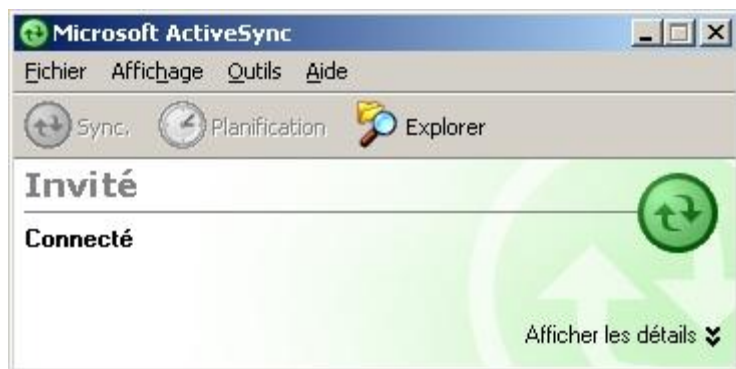 Microsoft ActiveSync
Fichier Affichage Outils Aide
Sync. Planification Explorer
Invité
Connecté
Afficher les détails